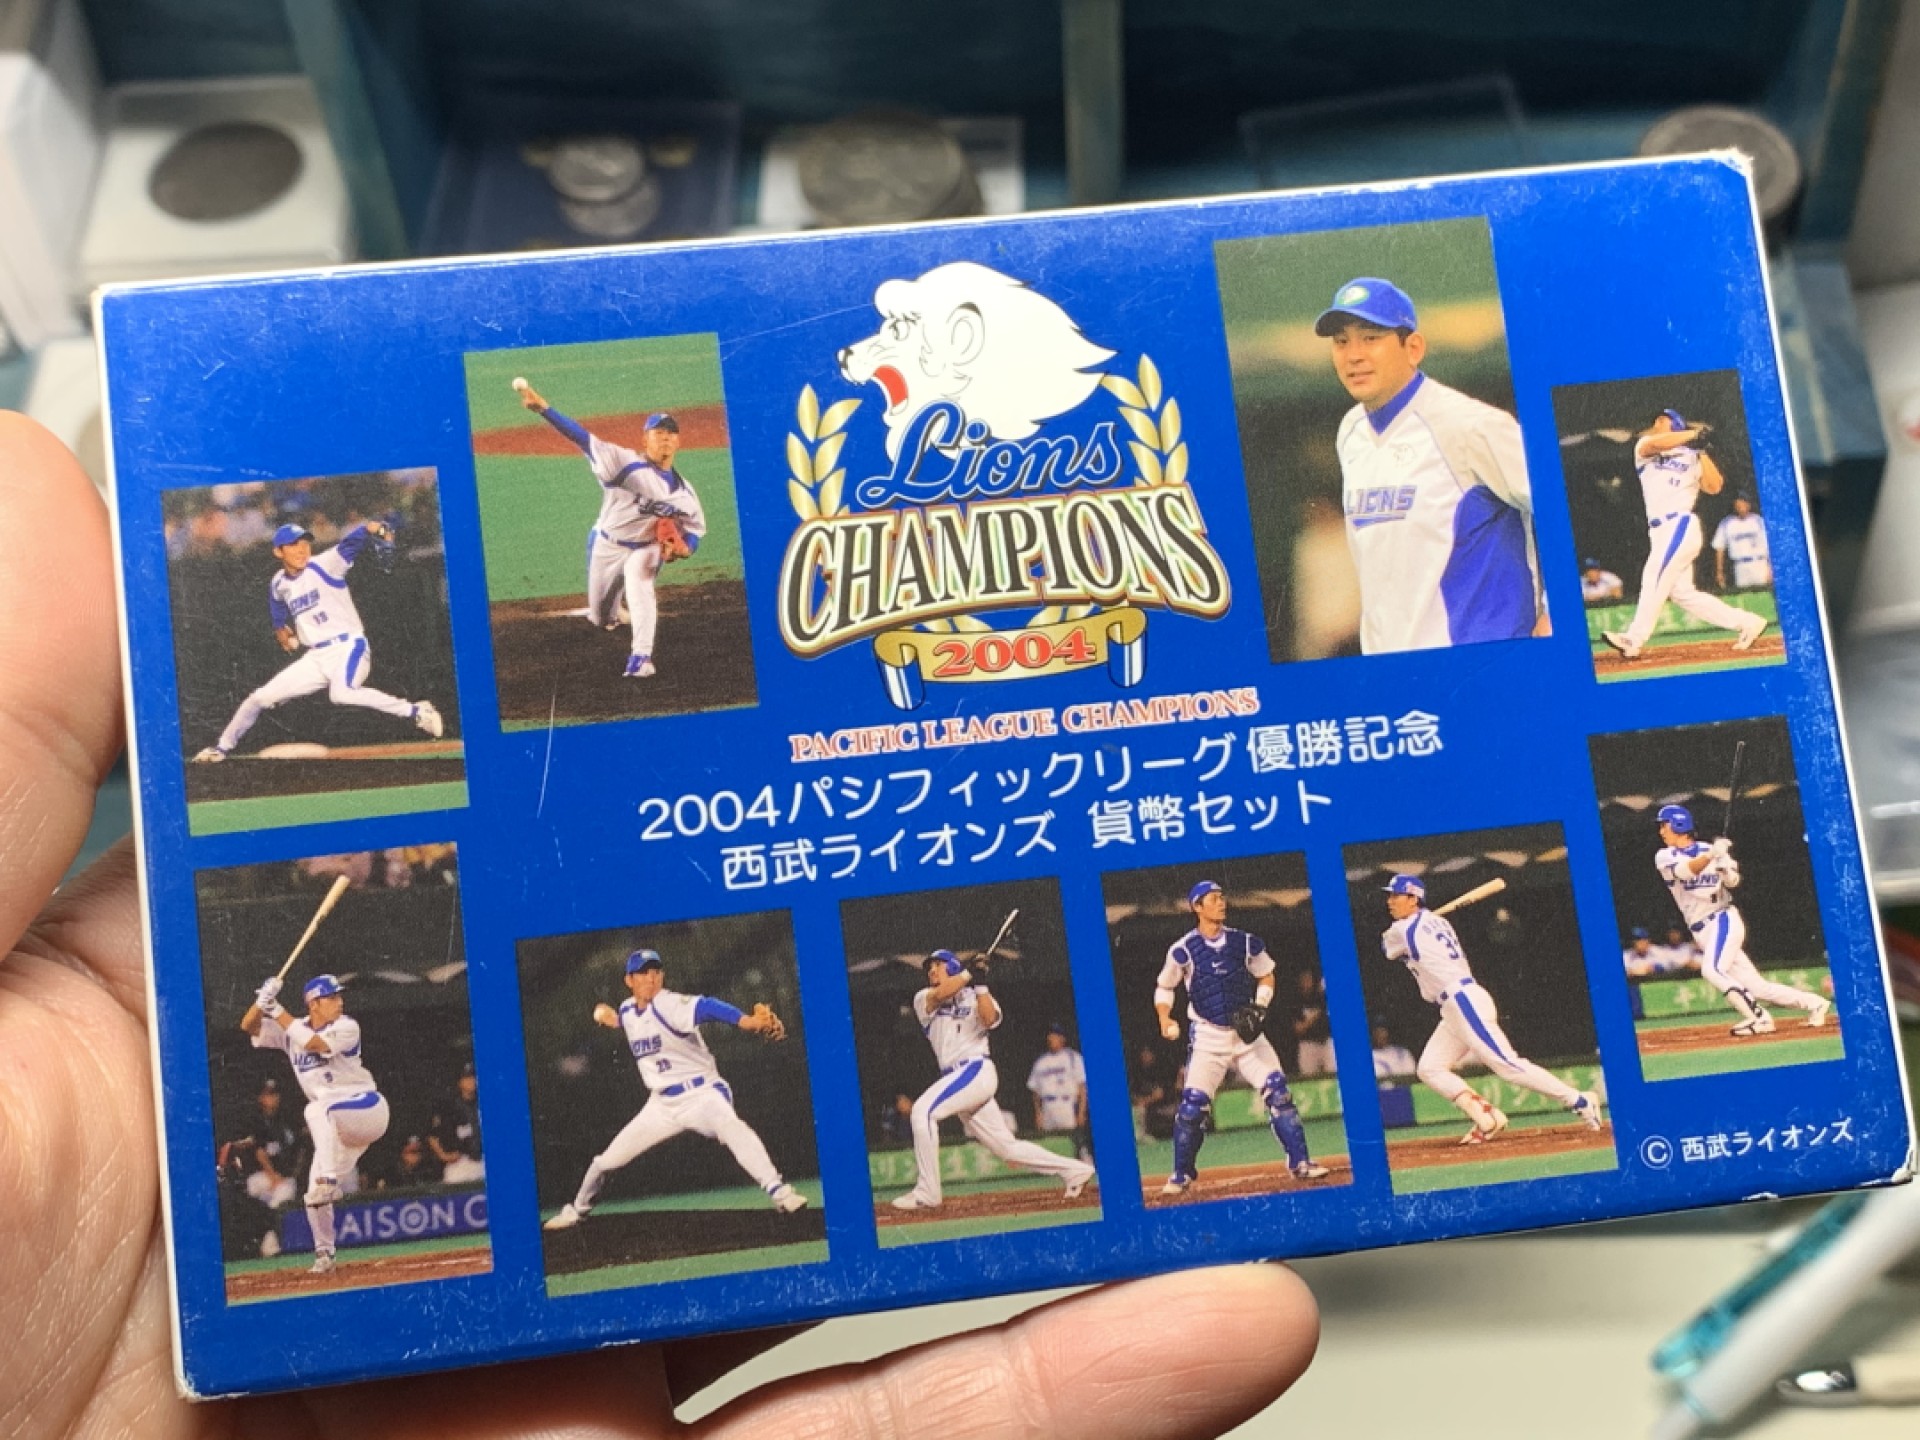 Lions
CHAMPIONS
2004
PACIFIC LEAGUE CHAMPIONS
2004パシフィックリーグ優勝記念
西武ライオンズ 貨幣セット
LIONS
AISON C
© 西武ライオンズ